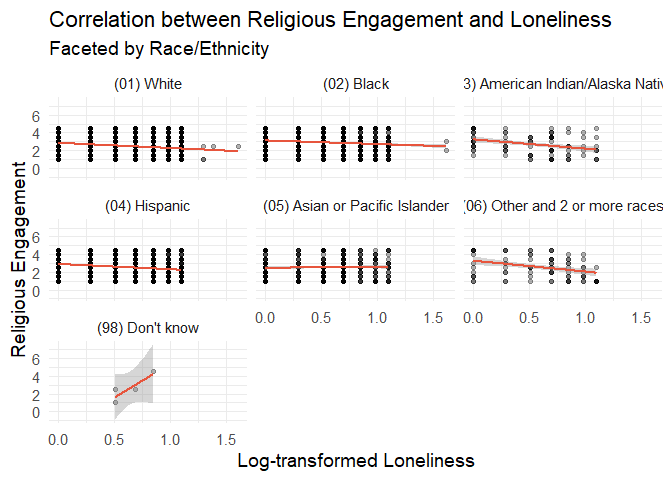 Correlation between Religious Engagement and Loneliness
Faceted by Race/Ethnicity
(01) White
(02) Black
3) American Indian/Alaska Nativ
6
4
2
0
(04) Hispanic
(05) Asian or Pacific Islander
(06) Other and 2 or more races
6
4
2
0
0.0 0.5 1.0 1.5
0.0 0.5 1.0 1.5
(98) Don't know
6
4
2
0
0.0 0.5 1.0 1.5
Religious Engagement
Log-transformed Loneliness